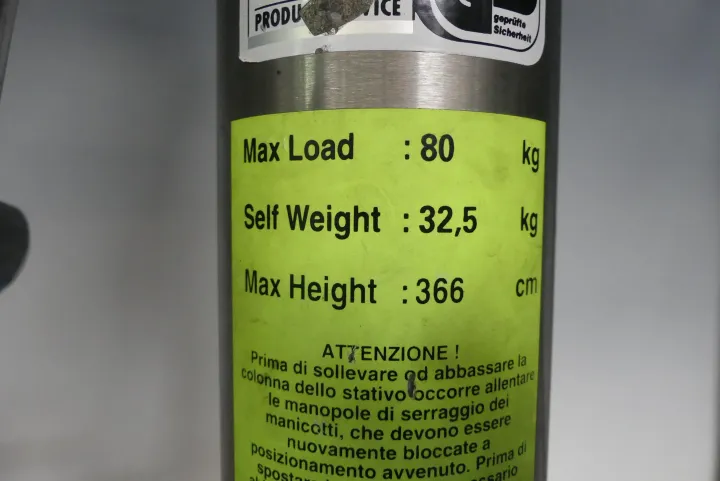 geprüfte
Sicherheit
Max Load : 80 kg
Self Weight : 32,5 kg
Max Height : 366 cm
ATTENZIONE !
Prima di sollevare od abbassare la
colonna dello stativo occorre allentare
le manopole di serraggio dei
manicotti, che devono essere
nuovamente bloccate a
posizionamento avvenuto. Prima di